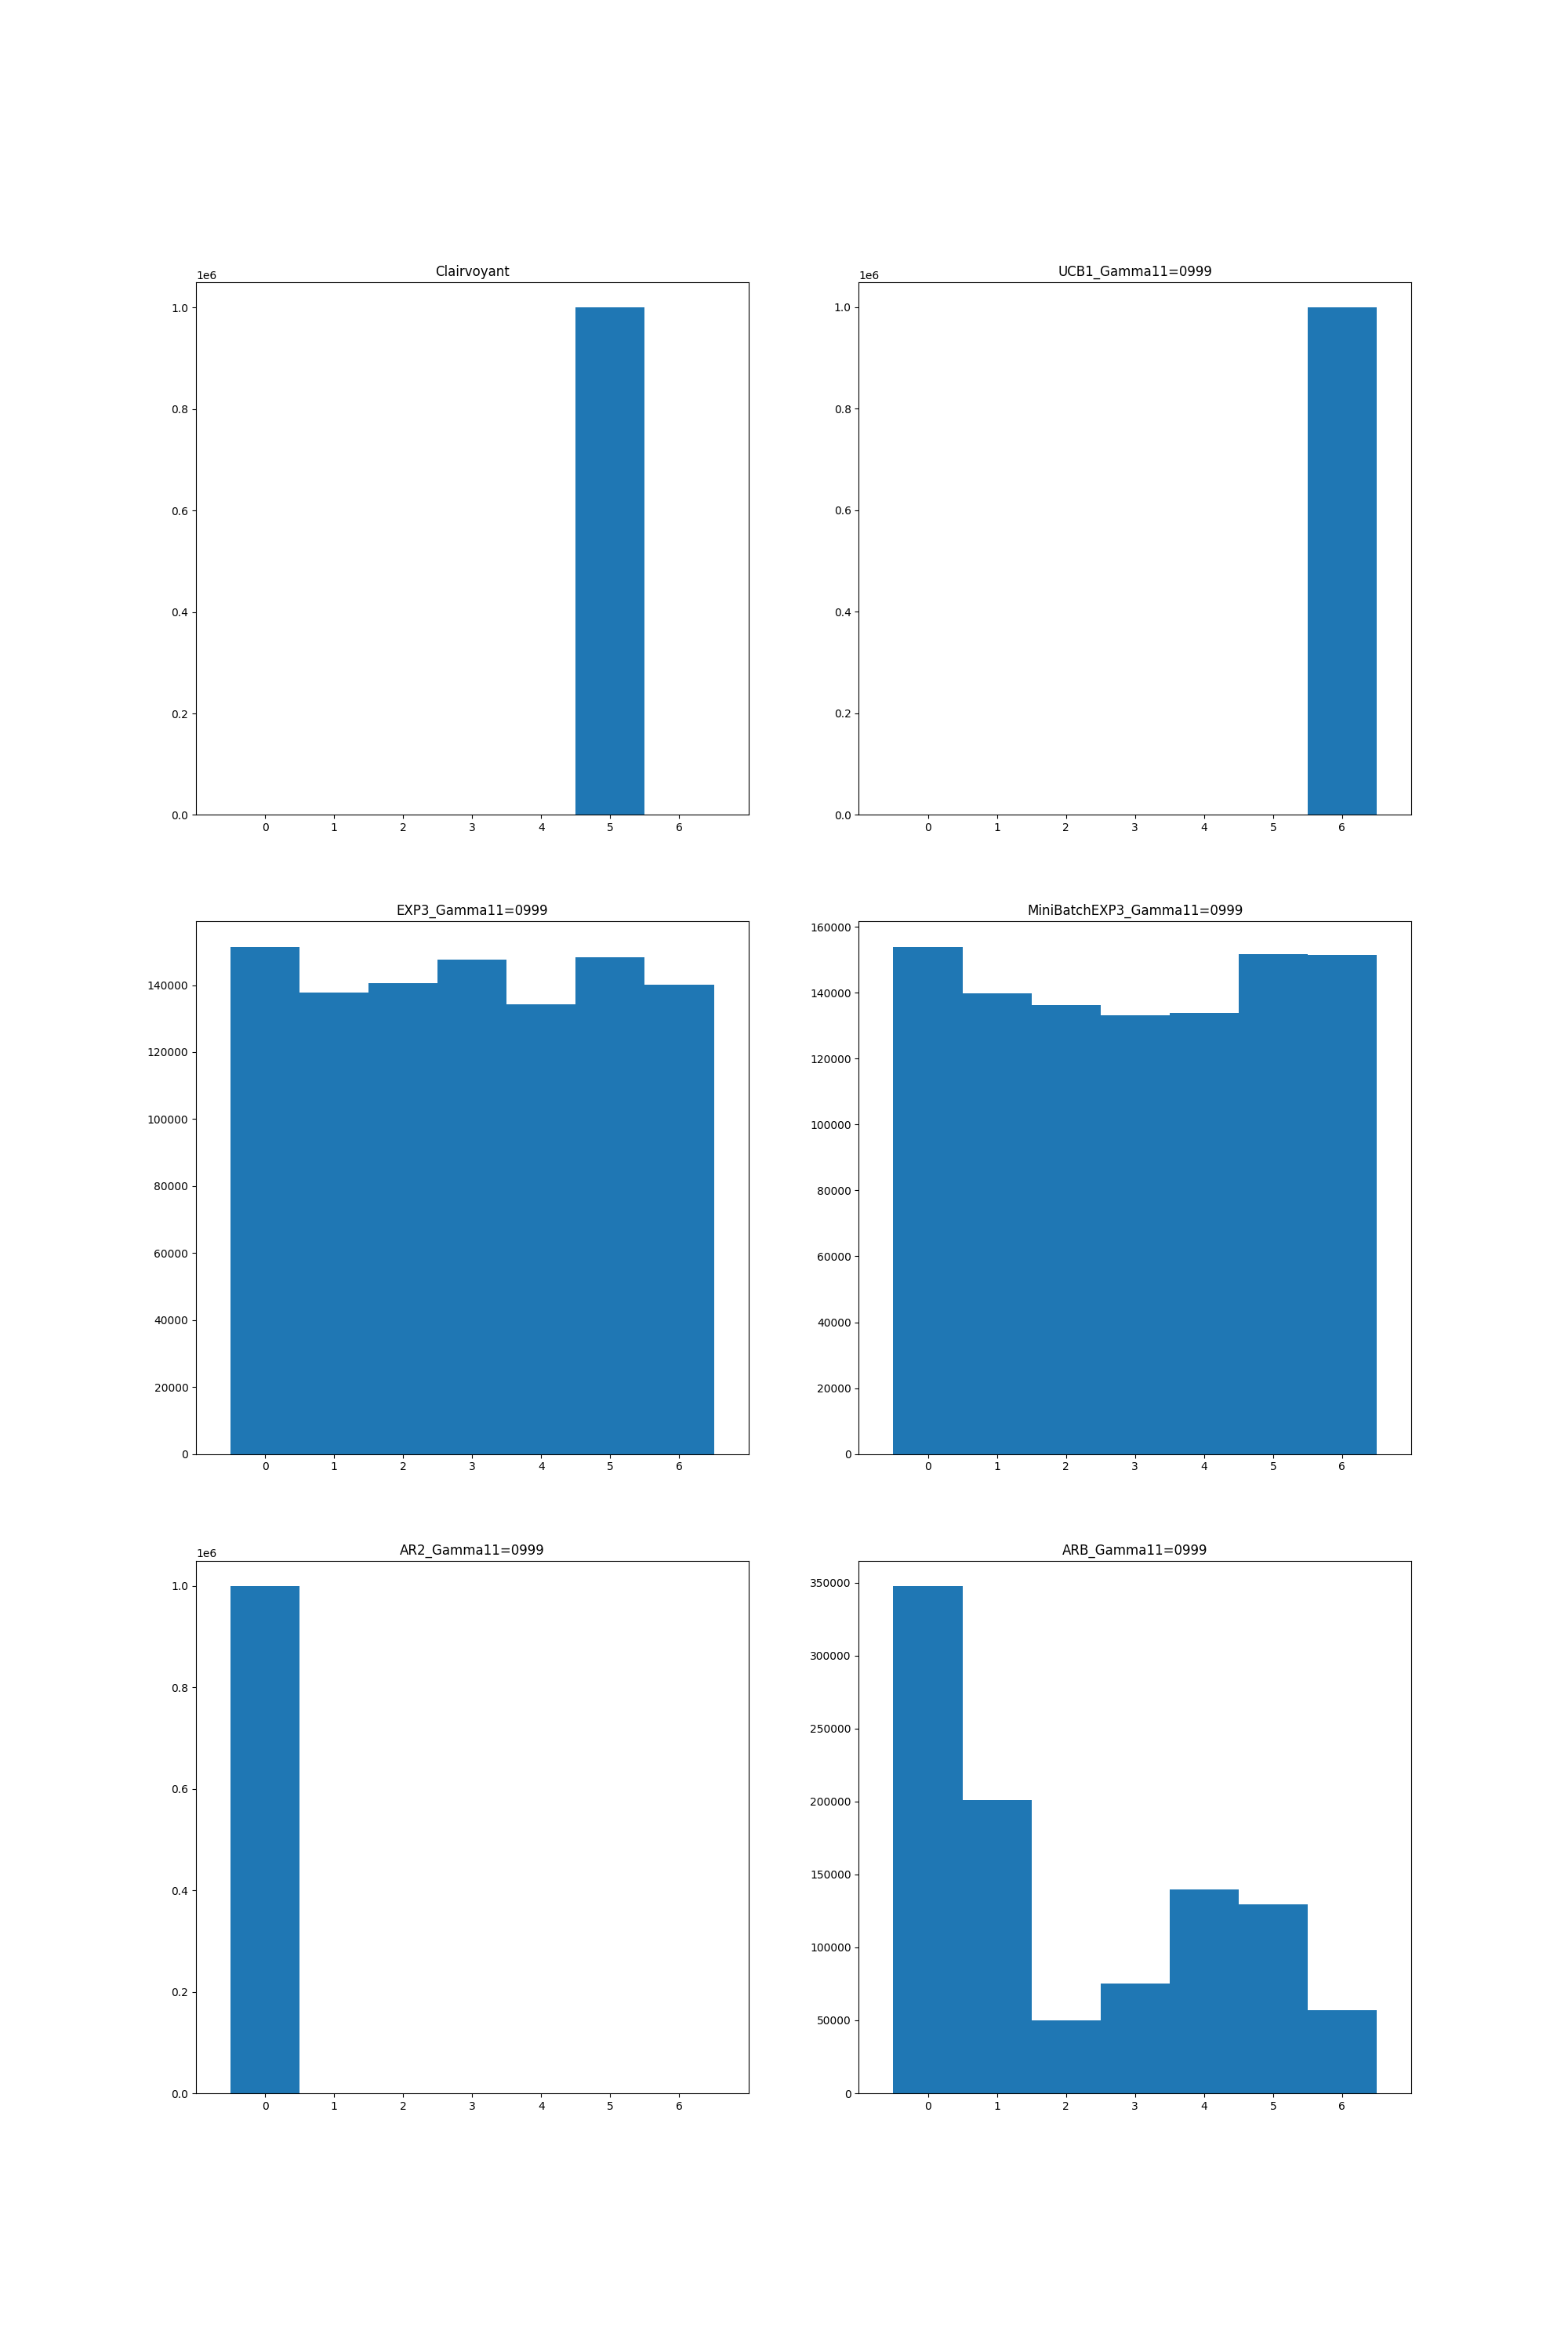 Clairvoyant
1e6
1.0
0.8
0.6
0.4
0.2
0.0
0 1 2 3 4 5 6
UCB1_Gamma11=0999
1e6
1.0
0.8
0.6
0.4
0.2
0.0
0 1 2 3 4 5 6
EXP3_Gamma11=0999
140000
120000
100000
80000
60000
40000
20000
0
0 1 2 3 4 5 6
MiniBatchEXP3_Gamma11=0999
160000
140000
120000
100000
80000
60000
40000
20000
0
0 1 2 3 4 5 6
AR2_Gamma11=0999
1e6
1.0
0.8
0.6
0.4
0.2
0.0
0 1 2 3 4 5 6
ARB_Gamma11=0999
350000
300000
250000
200000
150000
100000
50000
0
0 1 2 3 4 5 6